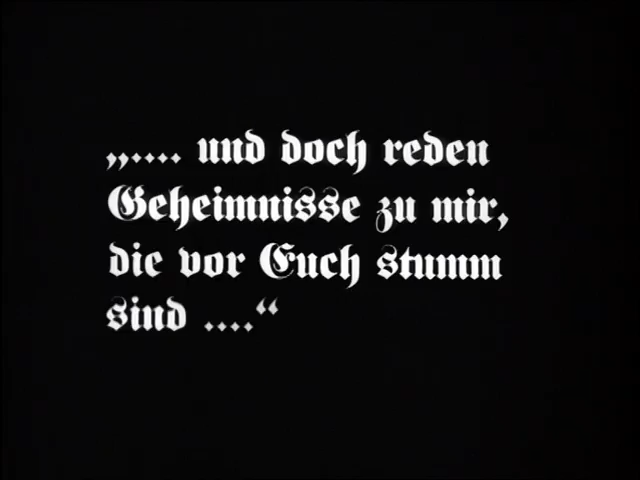 „.... und doch reden
Geheimnisse zu mir,
die vor Euch stumm
sind ....“